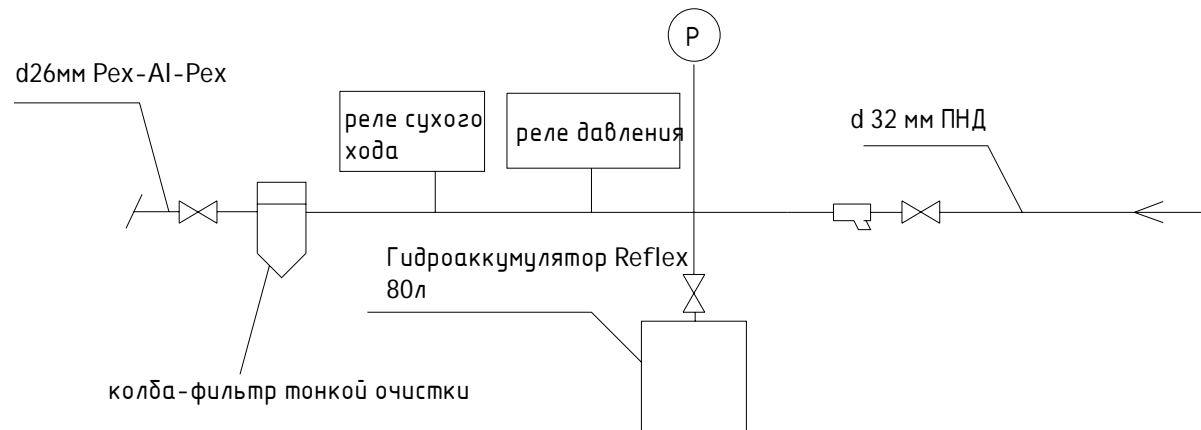 P
d26мм Pex-Al-Pex
реле сухого
хода
реле давления
d 32 мм ПНД
Гидроаккумулятор Reflex
80л
колба-фильтр тонкой очистки